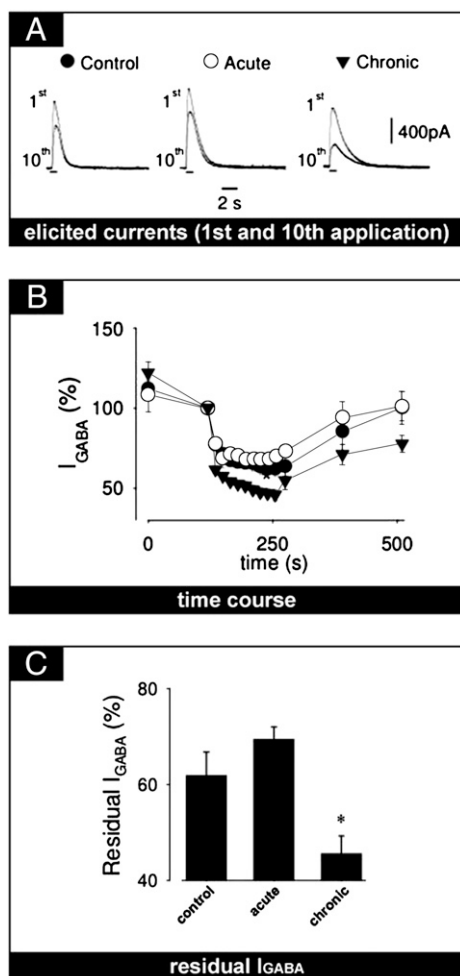 A
Control Acute Chronic
1st 1st 1st
400pA
10th 10th 10th
2 s
elicited currents (1st and 10th application)
B
150
100
50
IGABA (%)
0 250 500
time (s)
*
time course
C
80
60
40
Residual IGABA (%)
*
control acute chronic
residual IGABA